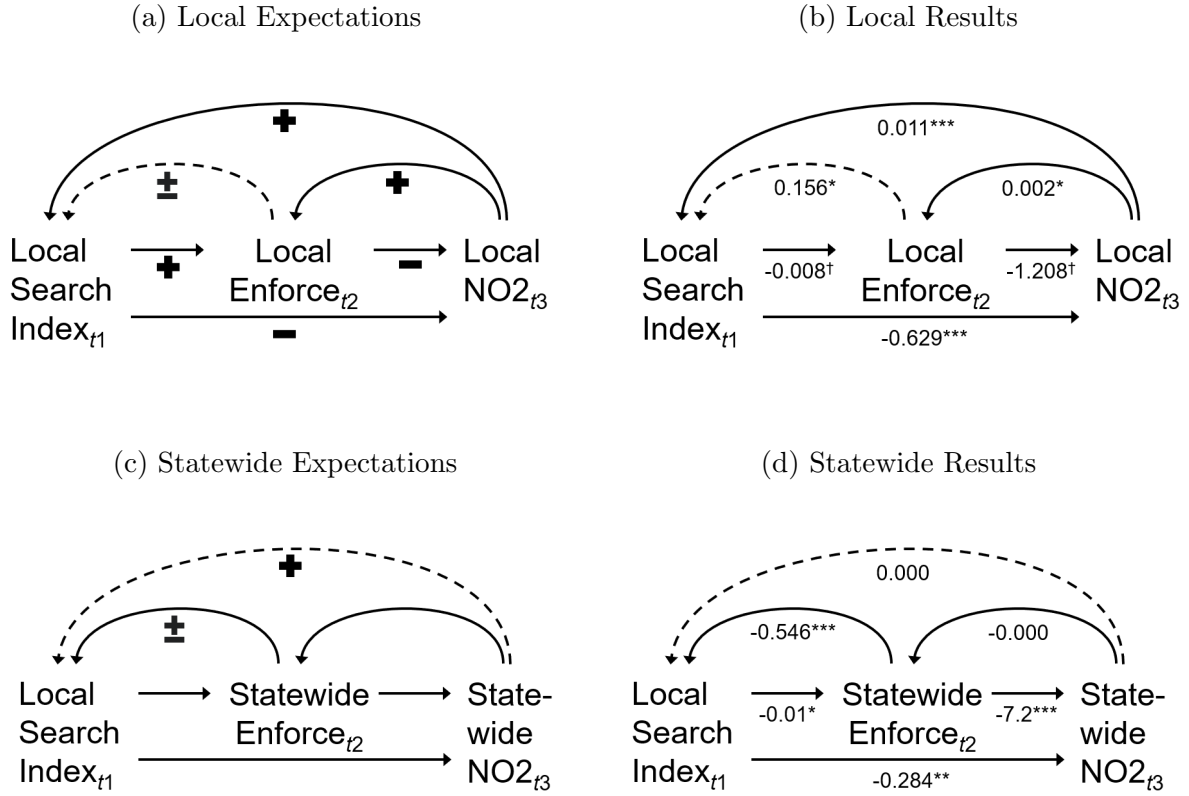 (a) Local Expectations
+
±
+
Local Search Index t1
+
Local Enforce t2
−
Local NO2 t3
−
(b) Local Results
0.011***
0.156*
0.002*
Local Search Index t1
-0.008†
Local Enforce t2
-1.208†
Local NO2 t3
-0.629***
(c) Statewide Expectations
+
±
Local Search Index t1
Statewide Enforce t2
State-wide NO2 t3
(d) Statewide Results
0.000
-0.546***
-0.000
Local Search Index t1
-0.01*
Statewide Enforce t2
-7.2***
State-wide NO2 t3
-0.284**